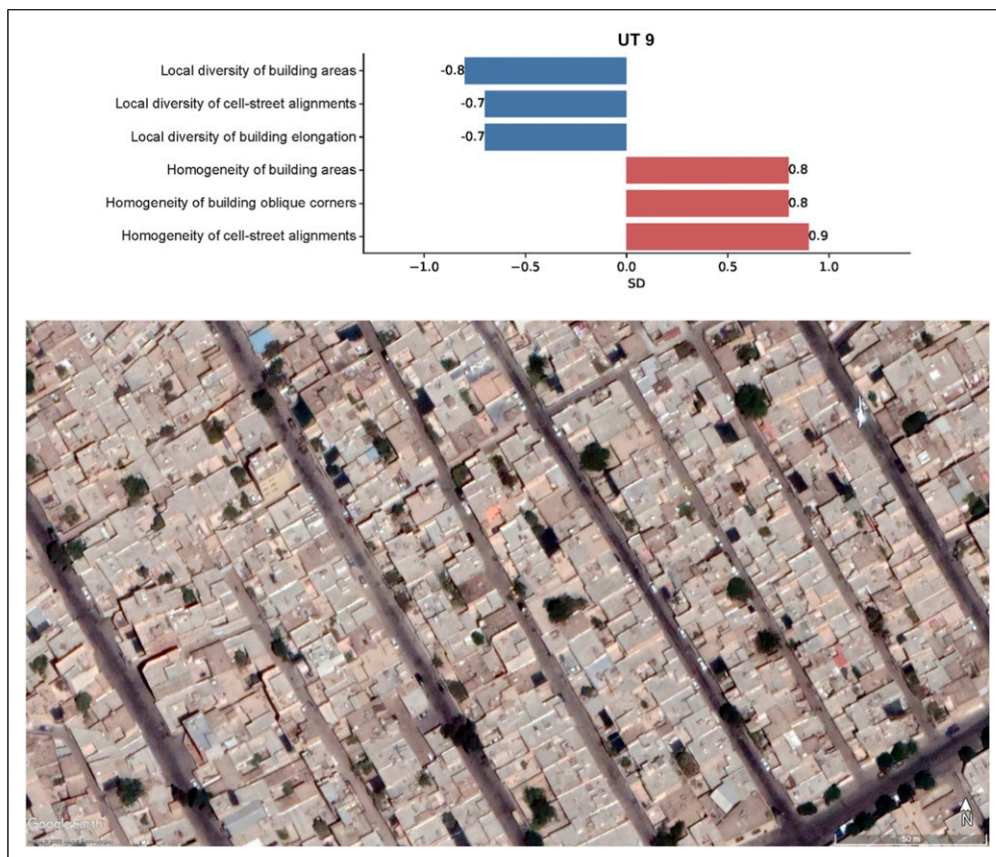 UT 9
Local diversity of building areas
-0.8
Local diversity of cell-street alignments
-0.7
Local diversity of building elongation
-0.7
Homogeneity of building areas
0.8
Homogeneity of building oblique corners
0.8
Homogeneity of cell-street alignments
0.9
−1.0 −0.5 0.0 0.5 1.0
SD
Google Earth
N
50 m